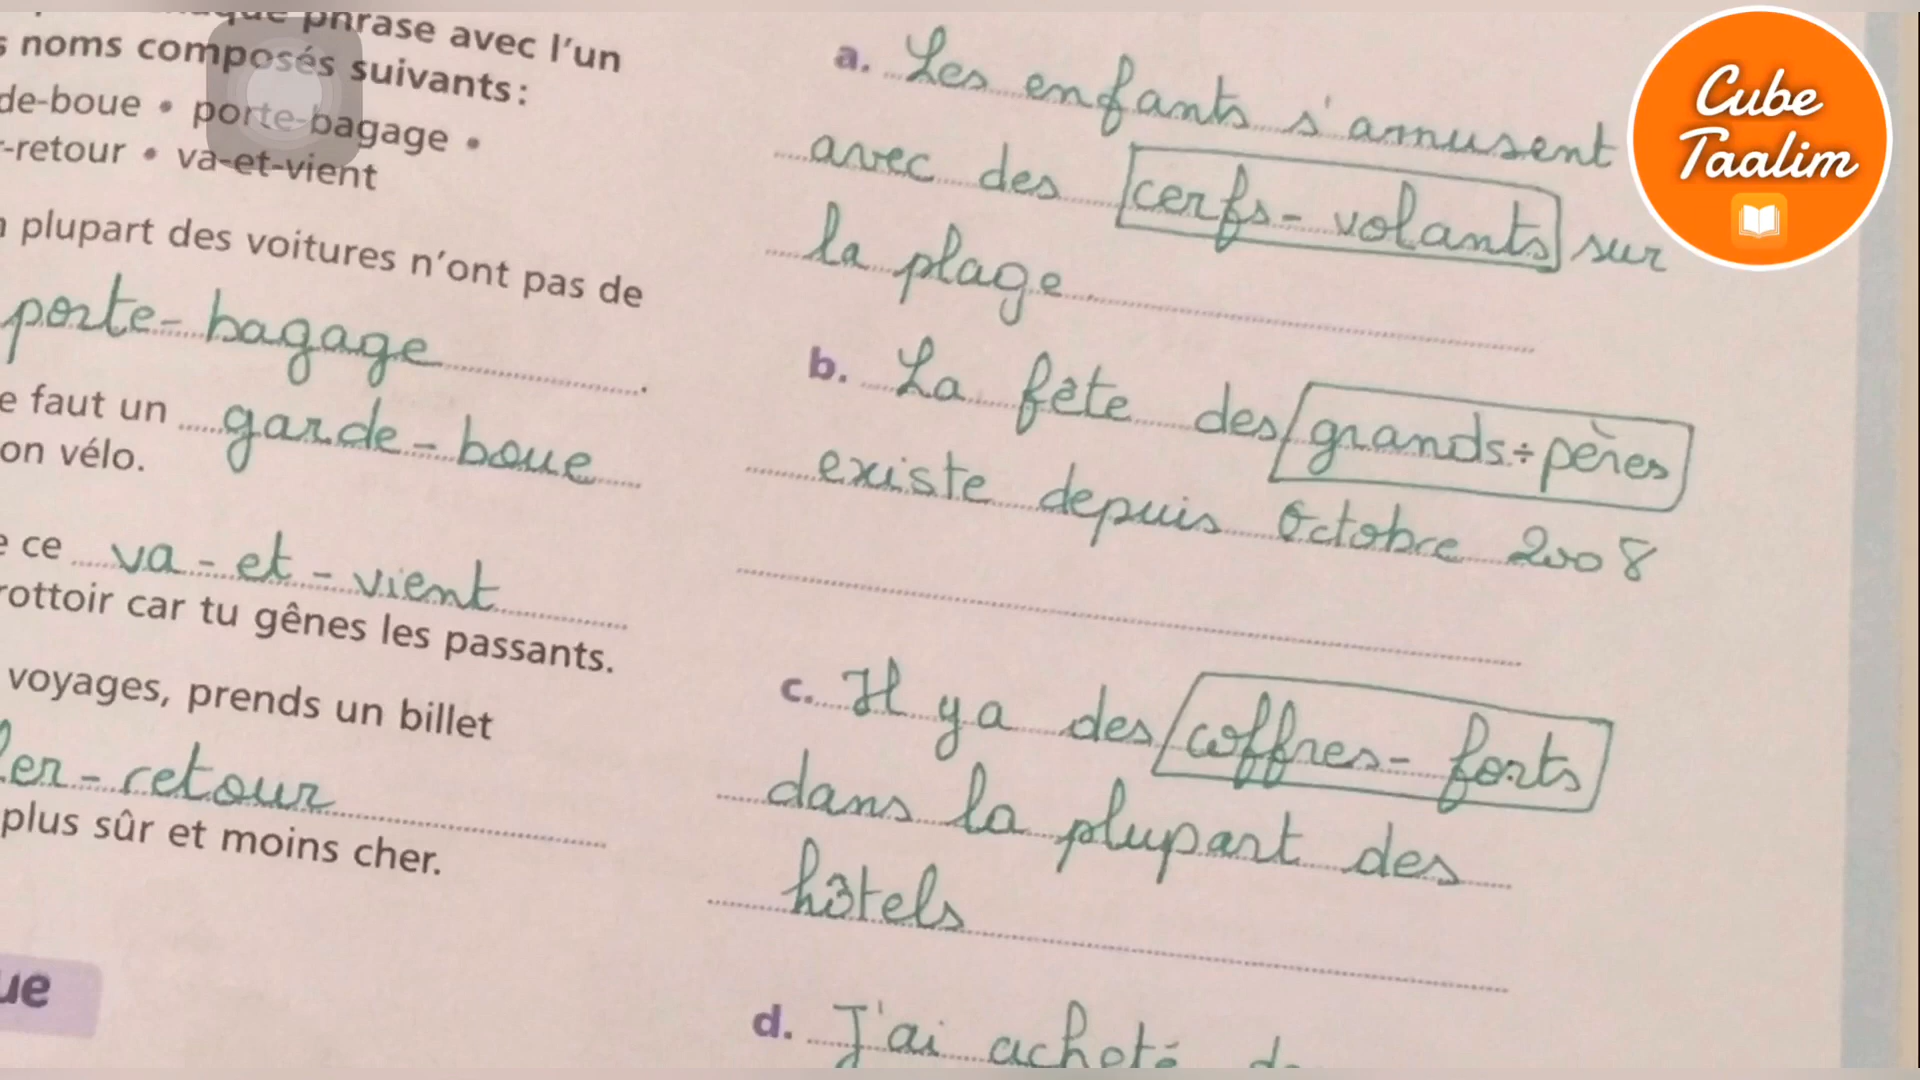 phrase avec l'un
noms composés suivants :
de-boue • porte-bagage •
-retour • va-et-vient
plupart des voitures n'ont pas de
porte-bagage.
e faut un garde-boue
on vélo.
ce va-et-vient
rottoir car tu gênes les passants.
voyages, prends un billet
ler-retour
plus sûr et moins cher.
ue
a. Les enfants s'amusent
avec des cerfs-volants sur
la plage
b. La fête des grands-pères
existe depuis Octobre 2008
c. Il y a des coffres-forts
dans la plupart des
hôtels
d. J'ai acheté
Cube
Taalim